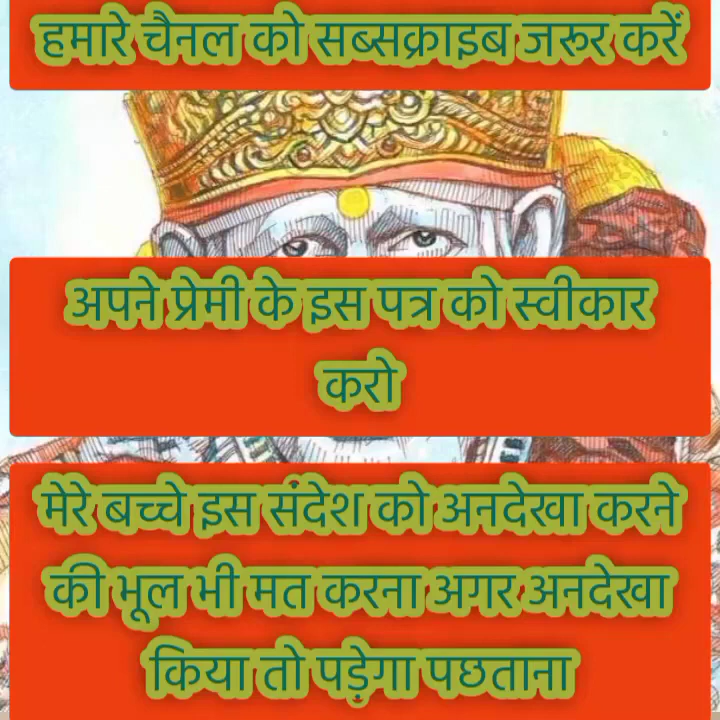 हमारे चैनल को सब्सक्राइब जरुर करें
अपने प्रेमी के इस पत्र को स्वीकार
करो
मेरे बच्चे इस संदेश को अनदेखा करने
की भूल भी मत करना अगर अनदेखा
किया तो पड़ेगा पछताना